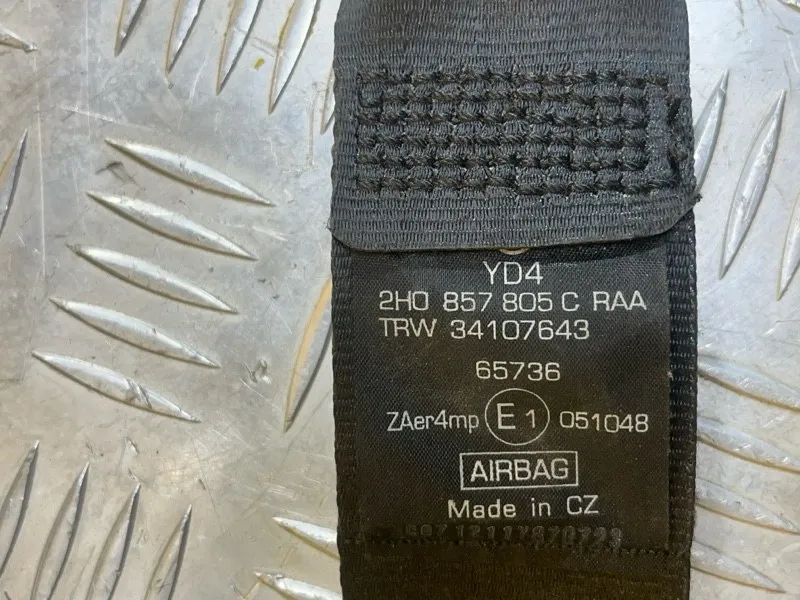 YD4
2H0 857 805 C RAA
TRW 34107643
65736
ZAer4mp E1 051048
AIRBAG
Made in CZ